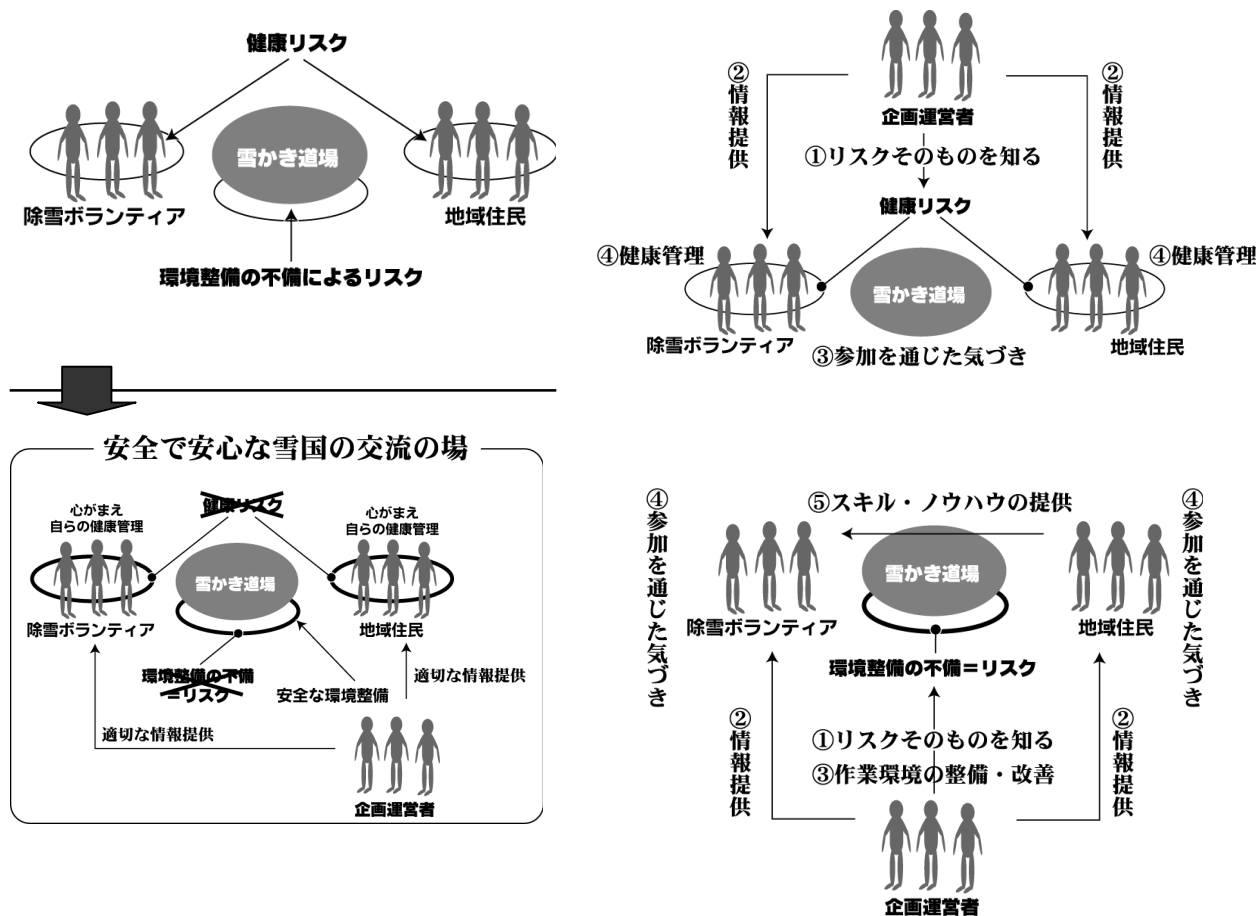 健康リスク
雪かき道場
除雪ボランティア
地域住民
環境整備の不備によるリスク
安全で安心な雪国の交流の場
心がまえ
自らの健康管理
健康リスク
心がまえ
自らの健康管理
雪かき道場
除雪ボランティア
地域住民
環境整備の不備
＝リスク
安全な環境整備
適切な情報提供
適切な情報提供
企画運営者
②情報提供
②情報提供
企画運営者
①リスクそのものを知る
健康リスク
④健康管理
④健康管理
雪かき道場
除雪ボランティア
地域住民
③参加を通じた気づき
④参加を通じた気づき
⑤スキル・ノウハウの提供
④参加を通じた気づき
雪かき道場
除雪ボランティア
地域住民
環境整備の不備＝リスク
②情報提供
①リスクそのものを知る
③作業環境の整備・改善
②情報提供
企画運営者